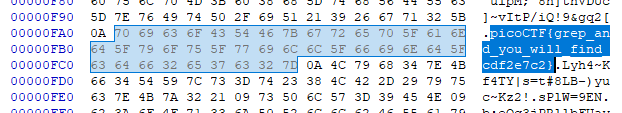 00000F90 5D 7E 76 49 74 50 2F 69 51 21 39 26 67 71 32 5B ]~vItP/iQ!9&gq2[
00000FA0 0A 70 69 63 6F 43 54 46 7B 67 72 65 70 5F 61 6E .picoCTF{grep_an
00000FB0 64 5F 79 6F 75 5F 77 69 6C 6C 5F 66 69 6E 64 5F d_you_will_find_
00000FC0 63 64 66 32 65 37 63 32 7D 0A 4C 79 68 34 7E 4B cdf2e7c2}.Lyh4~K
00000FD0 66 34 54 59 7C 73 3D 74 23 38 4C 42 2D 29 79 75 f4TY|s=t#8LB-)yu
00000FE0 63 7E 4B 7A 32 21 09 73 50 6C 57 3D 39 45 4E 09 c~Kz2!.sPlW=9EN.